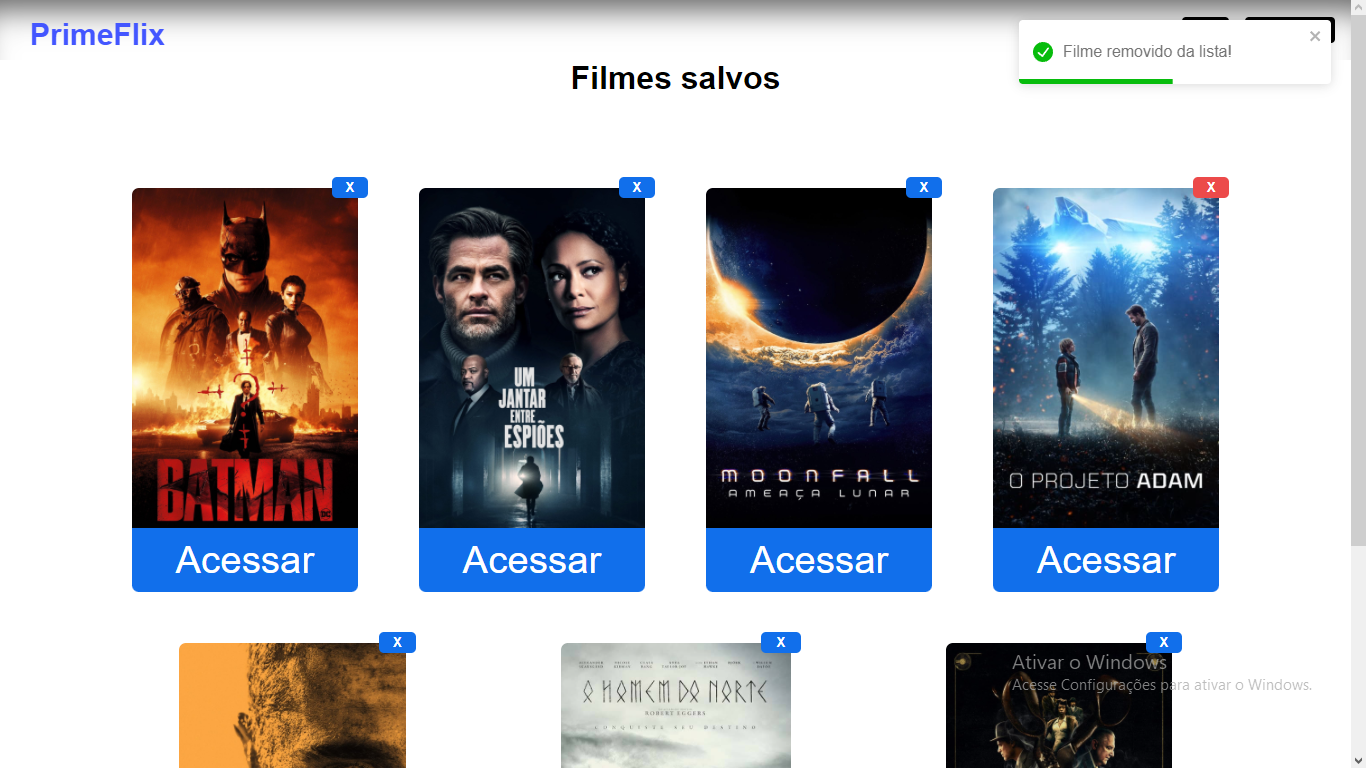 PrimeFlix
Filme removido da lista!
Filmes salvos
X
X
X
X
BATMAN
DC
UM
JANTAR
ENTRE
ESPIÕES
MOONFALL
AMEAÇA LUNAR
O PROJETO ADAM
Acessar
Acessar
Acessar
Acessar
X
X
X
O HOMEM DO NORTE
ROBERT EGGERS
CONQUISTE SEU DESTINO
Ativar o Windows
Acesse Configurações para ativar o Windows.